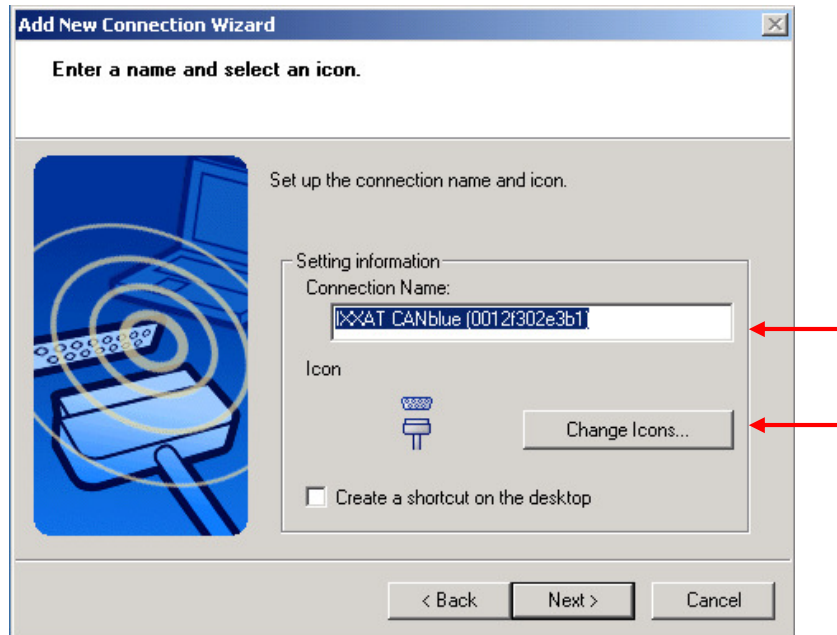 Add New Connection Wizard
Enter a name and select an icon.
Set up the connection name and icon.
Setting information
Connection Name:
IXXAT CANblue (0012f302e3b1)
Icon
Change Icons...
Create a shortcut on the desktop
< Back Next > Cancel